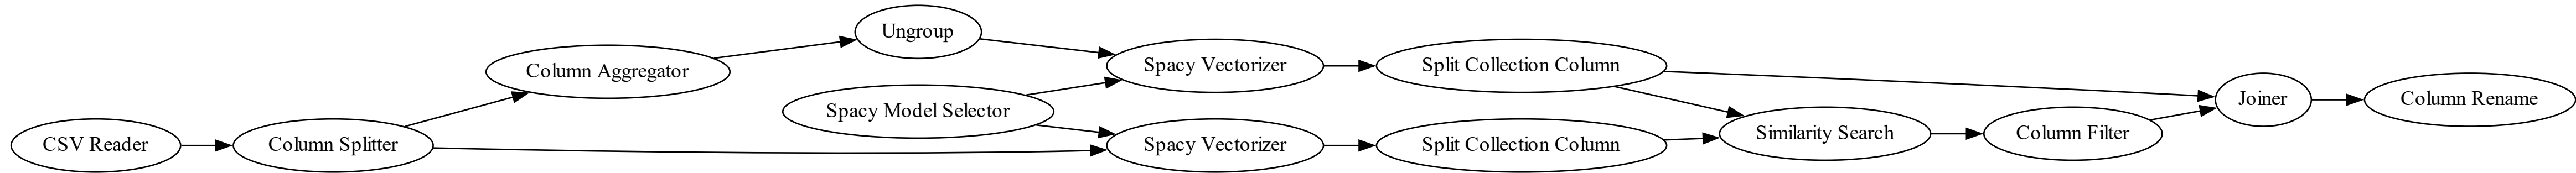 CSV Reader
Column Splitter
Column Aggregator
Ungroup
Spacy Model Selector
Spacy Vectorizer
Spacy Vectorizer
Split Collection Column
Split Collection Column
Similarity Search
Column Filter
Joiner
Column Rename